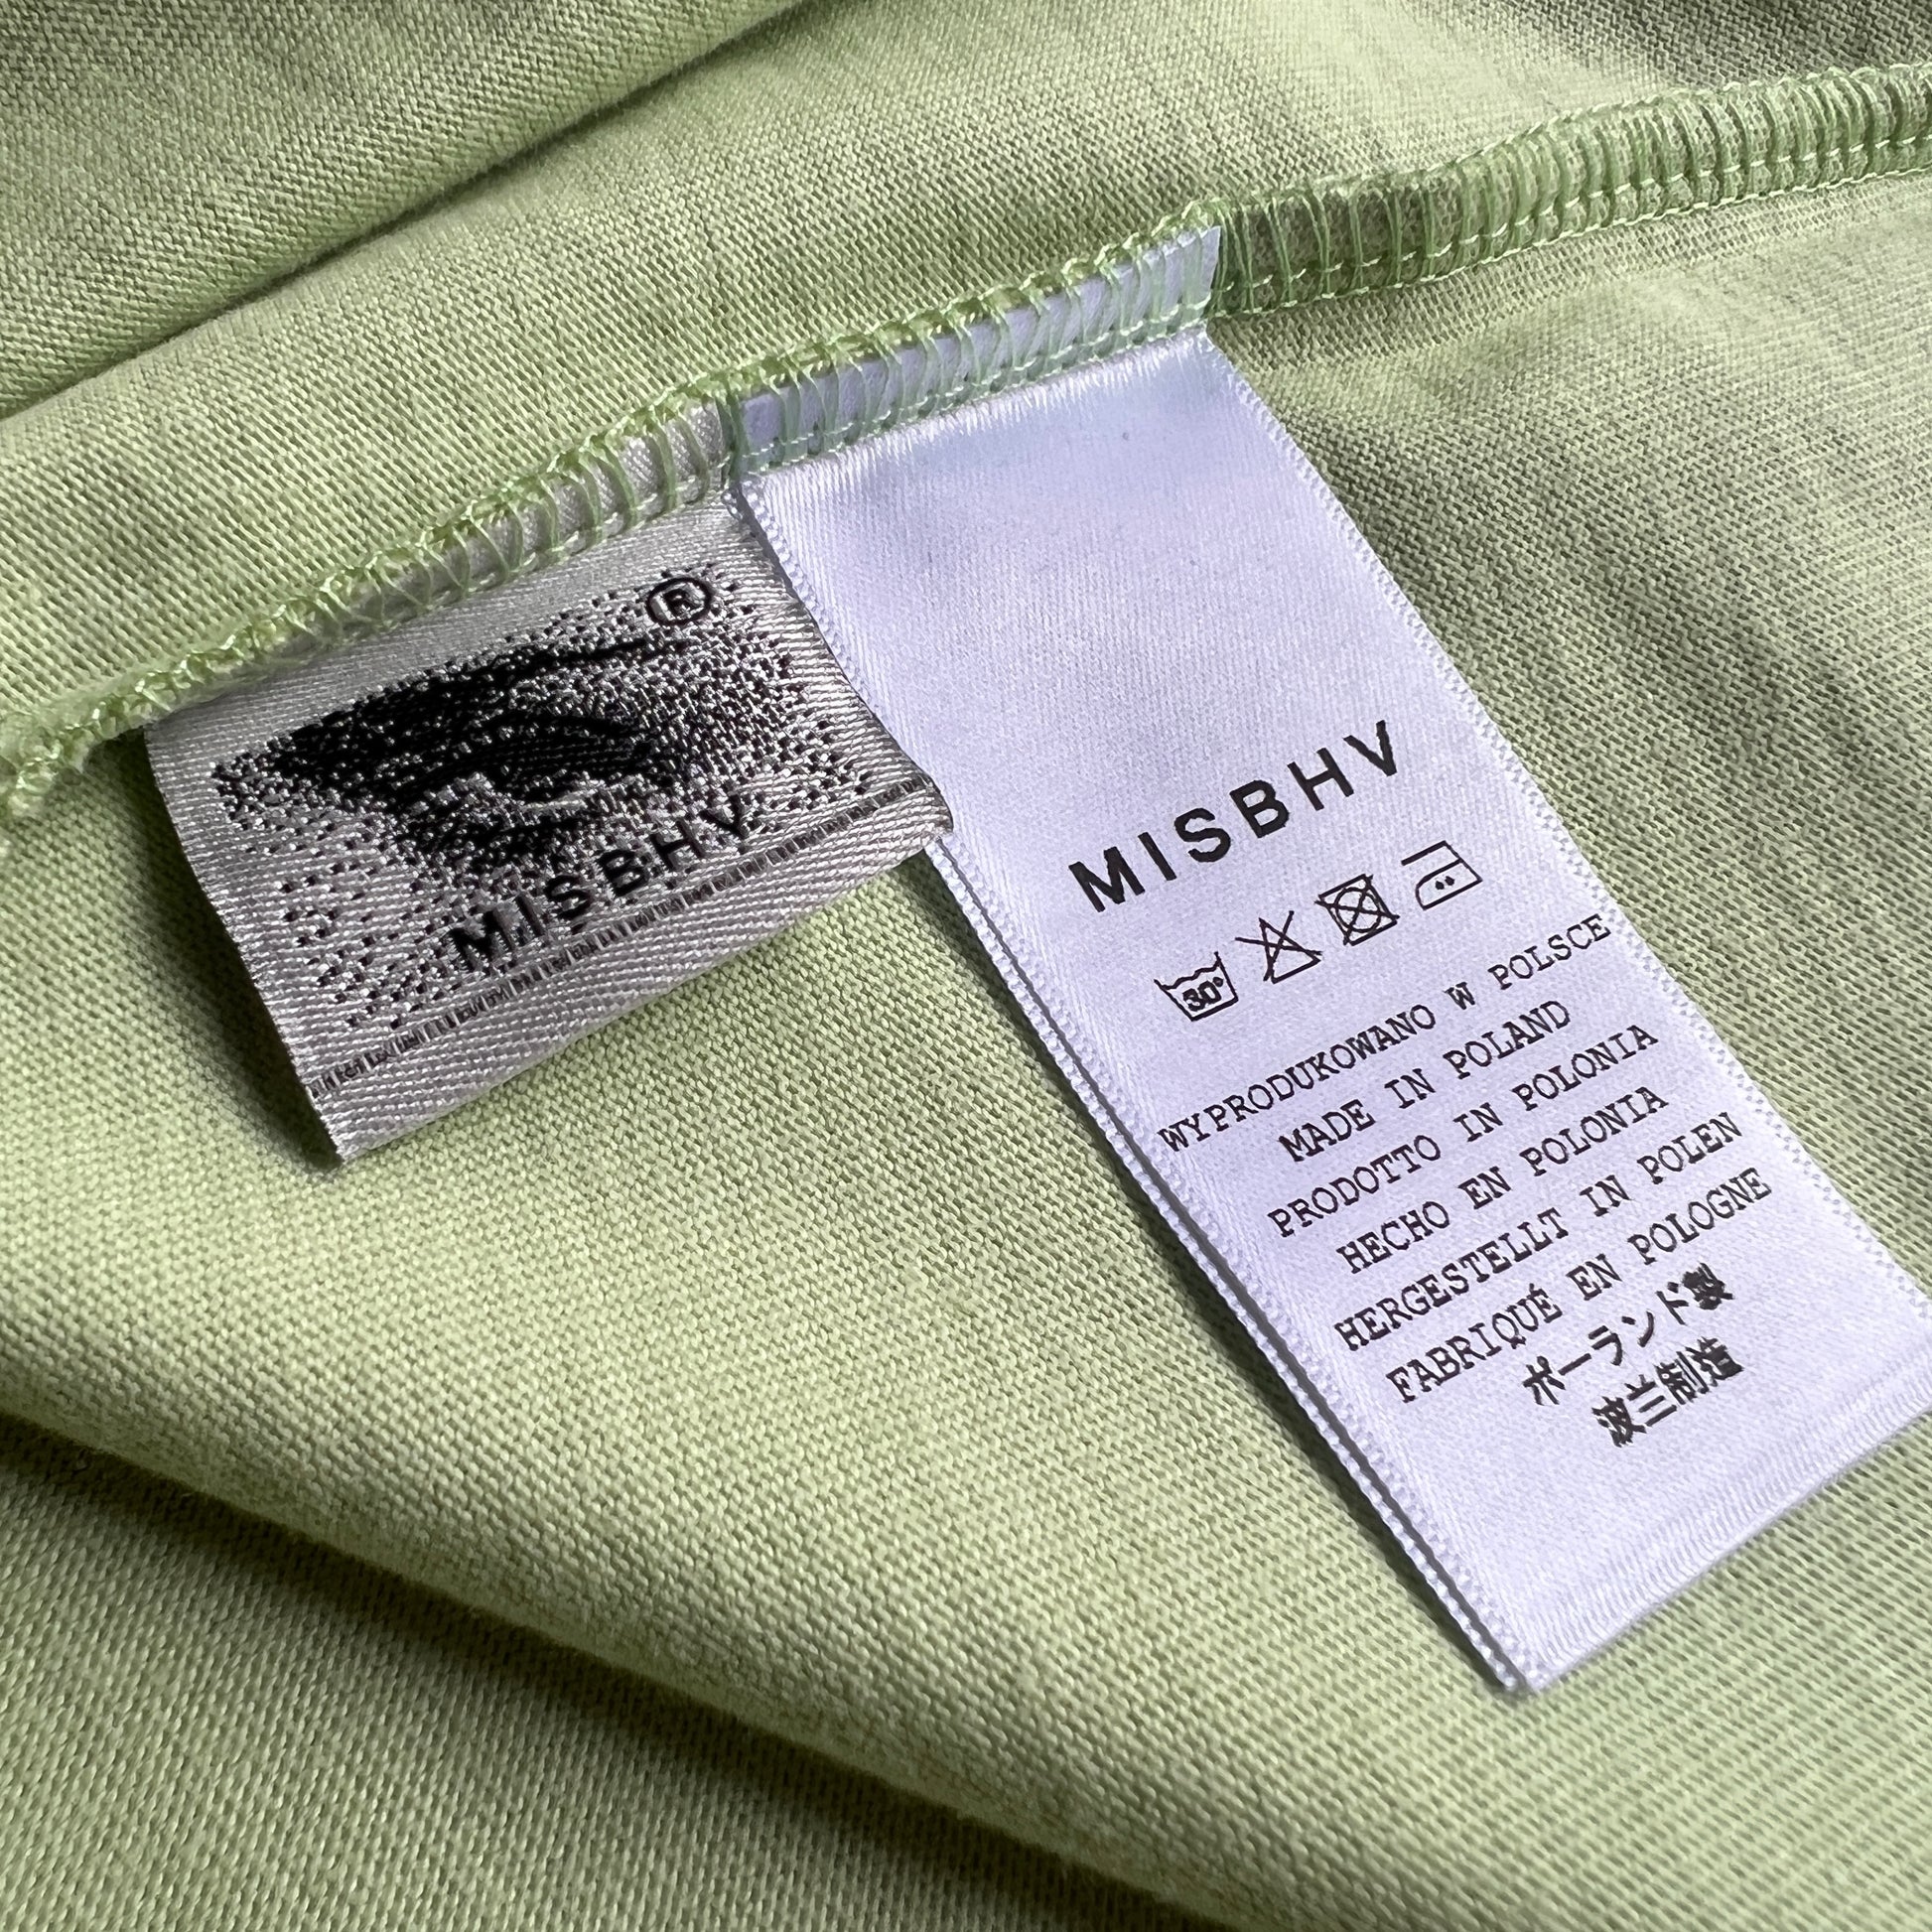 ®
MISBHV
MISBHV
30°
WYPRODUKOWANO W POLSCE
MADE IN POLAND
PRODOTTO IN POLONIA
HECHO EN POLONIA
HERGESTELLT IN POLEN
FABRIQUÉ EN POLOGNE
ポーランド製
波兰制造